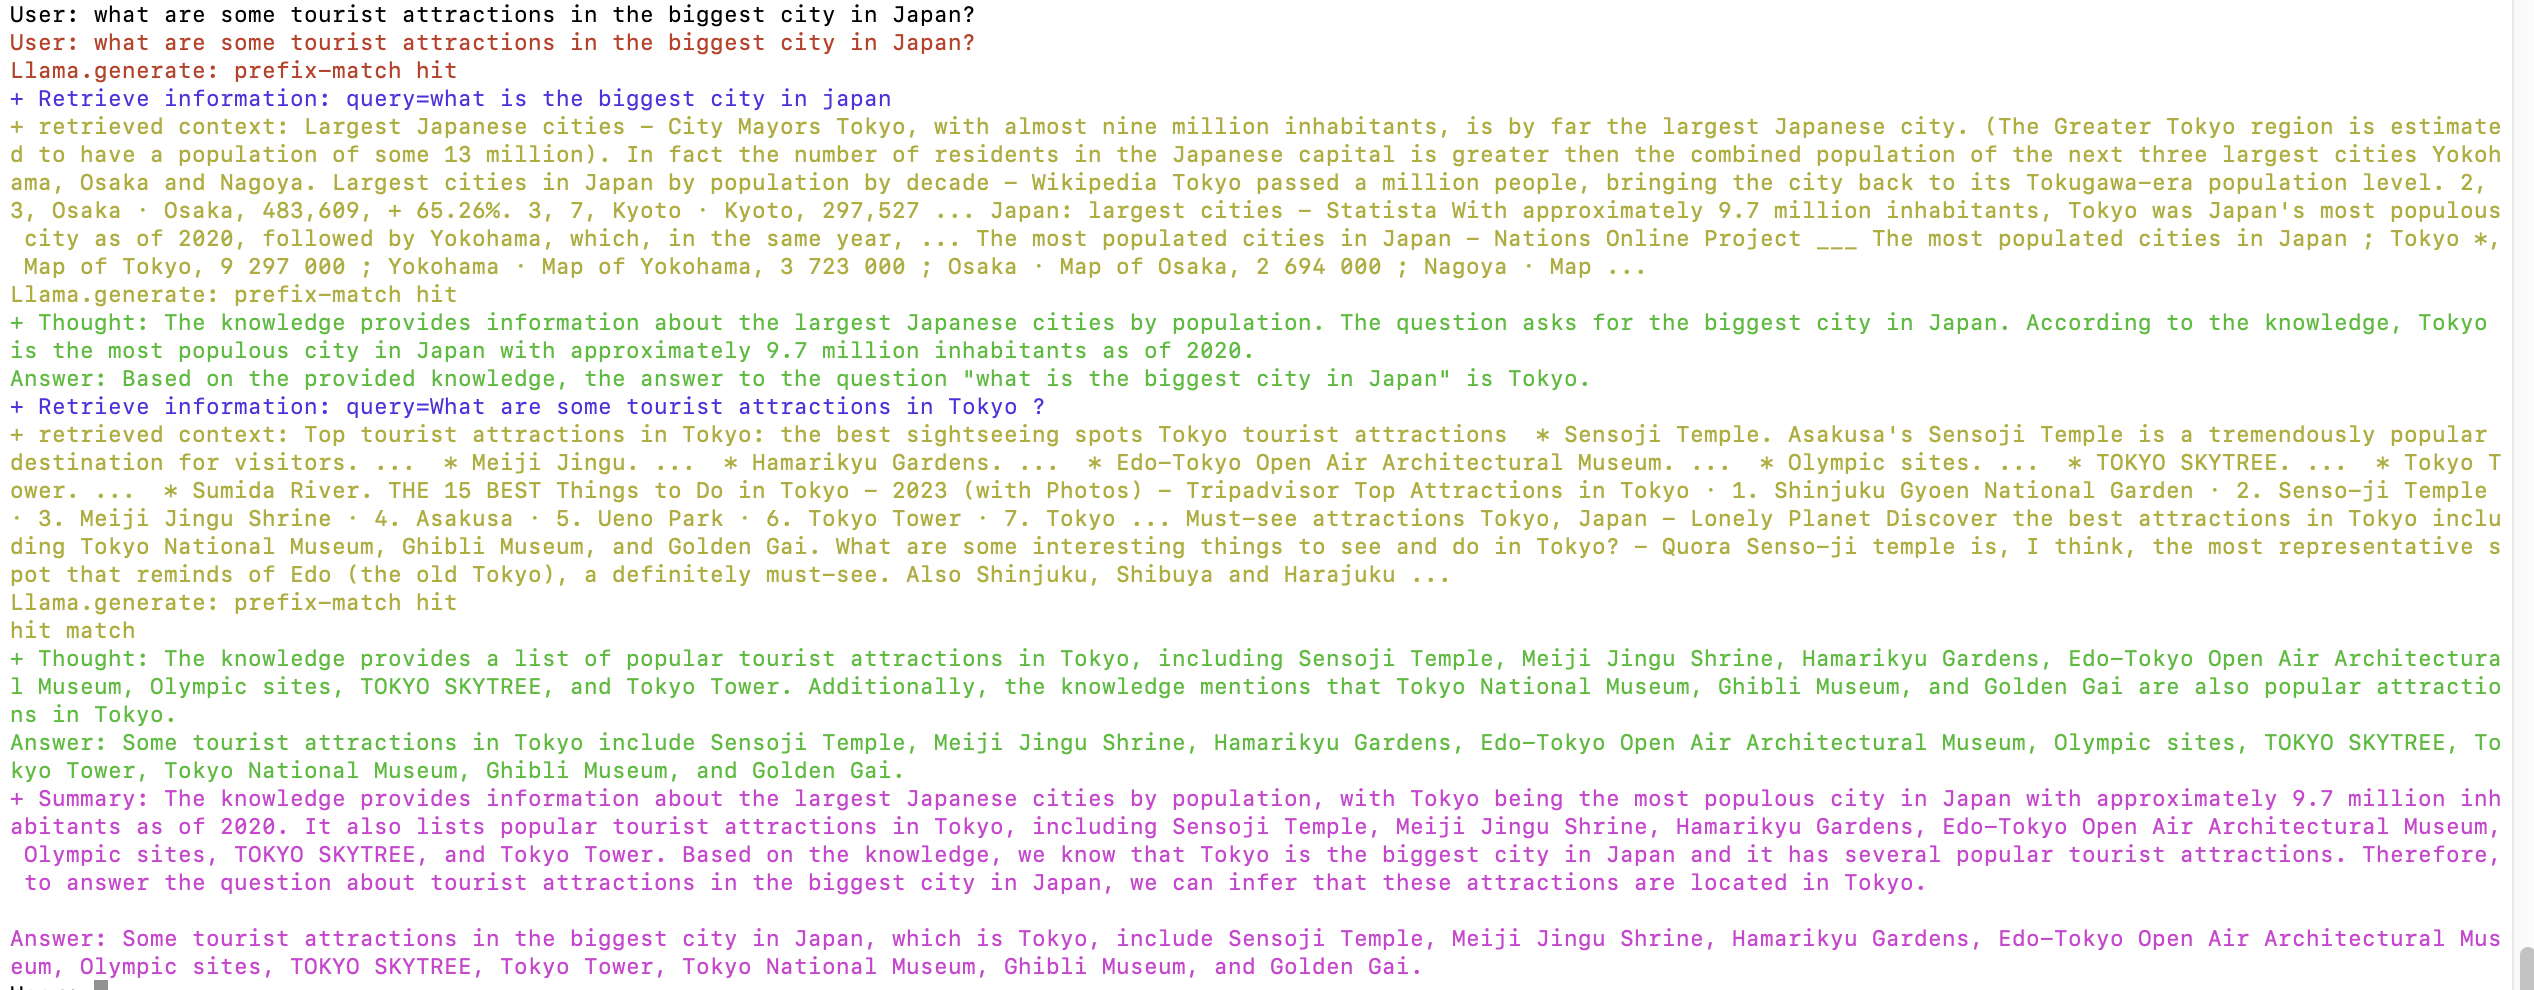 User: what are some tourist attractions in the biggest city in Japan?
User: what are some tourist attractions in the biggest city in Japan?
Llama.generate: prefix-match hit
+ Retrieve information: query=what is the biggest city in japan
+ retrieved context: Largest Japanese cities - City Mayors Tokyo, with almost nine million inhabitants, is by far the largest Japanese city. (The Greater Tokyo region is estimate
d to have a population of some 13 million). In fact the number of residents in the Japanese capital is greater then the combined population of the next three largest cities Yokoh
ama, Osaka and Nagoya. Largest cities in Japan by population by decade - Wikipedia Tokyo passed a million people, bringing the city back to its Tokugawa-era population level. 2,
3, Osaka · Osaka, 483,609, + 65.26%. 3, 7, Kyoto · Kyoto, 297,527 ... Japan: largest cities - Statista With approximately 9.7 million inhabitants, Tokyo was Japan's most populous
 city as of 2020, followed by Yokohama, which, in the same year, ... The most populated cities in Japan - Nations Online Project ___ The most populated cities in Japan ; Tokyo *,
 Map of Tokyo, 9 297 000 ; Yokohama · Map of Yokohama, 3 723 000 ; Osaka · Map of Osaka, 2 694 000 ; Nagoya · Map ...
Llama.generate: prefix-match hit
+ Thought: The knowledge provides information about the largest Japanese cities by population. The question asks for the biggest city in Japan. According to the knowledge, Tokyo
is the most populous city in Japan with approximately 9.7 million inhabitants as of 2020.
Answer: Based on the provided knowledge, the answer to the question "what is the biggest city in Japan" is Tokyo.
+ Retrieve information: query=What are some tourist attractions in Tokyo ?
+ retrieved context: Top tourist attractions in Tokyo: the best sightseeing spots Tokyo tourist attractions  * Sensoji Temple. Asakusa's Sensoji Temple is a tremendously popular
destination for visitors. ...  * Meiji Jingu. ...  * Hamarikyu Gardens. ...  * Edo-Tokyo Open Air Architectural Museum. ...  * Olympic sites. ...  * TOKYO SKYTREE. ...  * Tokyo T
ower. ...  * Sumida River. THE 15 BEST Things to Do in Tokyo - 2023 (with Photos) - Tripadvisor Top Attractions in Tokyo · 1. Shinjuku Gyoen National Garden · 2. Senso-ji Temple
· 3. Meiji Jingu Shrine · 4. Asakusa · 5. Ueno Park · 6. Tokyo Tower · 7. Tokyo ... Must-see attractions Tokyo, Japan - Lonely Planet Discover the best attractions in Tokyo inclu
ding Tokyo National Museum, Ghibli Museum, and Golden Gai. What are some interesting things to see and do in Tokyo? - Quora Senso-ji temple is, I think, the most representative s
pot that reminds of Edo (the old Tokyo), a definitely must-see. Also Shinjuku, Shibuya and Harajuku ...
Llama.generate: prefix-match hit
hit match
+ Thought: The knowledge provides a list of popular tourist attractions in Tokyo, including Sensoji Temple, Meiji Jingu Shrine, Hamarikyu Gardens, Edo-Tokyo Open Air Architectura
l Museum, Olympic sites, TOKYO SKYTREE, and Tokyo Tower. Additionally, the knowledge mentions that Tokyo National Museum, Ghibli Museum, and Golden Gai are also popular attractio
ns in Tokyo.
Answer: Some tourist attractions in Tokyo include Sensoji Temple, Meiji Jingu Shrine, Hamarikyu Gardens, Edo-Tokyo Open Air Architectural Museum, Olympic sites, TOKYO SKYTREE, To
kyo Tower, Tokyo National Museum, Ghibli Museum, and Golden Gai.
+ Summary: The knowledge provides information about the largest Japanese cities by population, with Tokyo being the most populous city in Japan with approximately 9.7 million inh
abitants as of 2020. It also lists popular tourist attractions in Tokyo, including Sensoji Temple, Meiji Jingu Shrine, Hamarikyu Gardens, Edo-Tokyo Open Air Architectural Museum,
 Olympic sites, TOKYO SKYTREE, and Tokyo Tower. Based on the knowledge, we know that Tokyo is the biggest city in Japan and it has several popular tourist attractions. Therefore,
 to answer the question about tourist attractions in the biggest city in Japan, we can infer that these attractions are located in Tokyo.

Answer: Some tourist attractions in the biggest city in Japan, which is Tokyo, include Sensoji Temple, Meiji Jingu Shrine, Hamarikyu Gardens, Edo-Tokyo Open Air Architectural Mus
eum, Olympic sites, TOKYO SKYTREE, Tokyo Tower, Tokyo National Museum, Ghibli Museum, and Golden Gai.